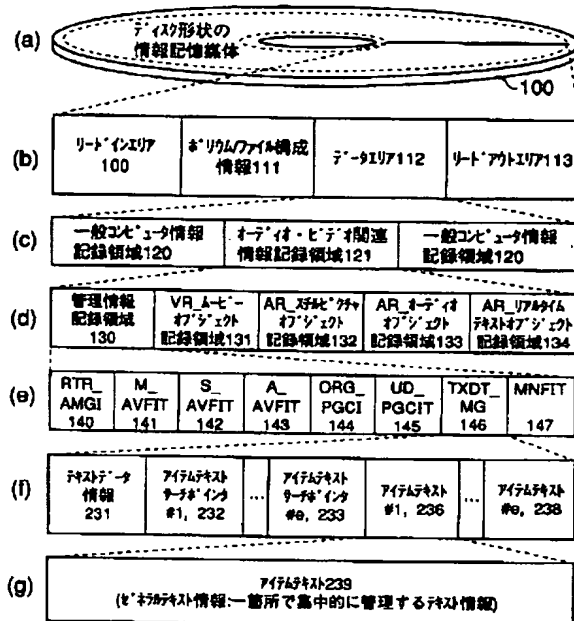 (a)
ディスク形状の
情報記憶媒体
100
(b)
リードインエリア
100
ボリウム/ファイル構成
情報111
データエリア112
リードアウトエリア113
(c)
一般コンピュータ情報
記録領域120
オーディオ・ビデオ関連
情報記録領域121
一般コンピュータ情報
記録領域120
(d)
管理情報
記録領域
130
VR_ムービー
オブジェクト
記録領域131
AR_スチルピクチャ
オブジェクト
記録領域132
AR_オーディオ
オブジェクト
記録領域133
AR_リアルタイム
テキストオブジェクト
記録領域134
(e)
RTR_
AMGI
140
M_
AVFIT
141
S_
AVFIT
142
A_
AVFIT
143
ORG_
PGCI
144
UD_
PGCIT
145
TXDT_
MG
146
MNFIT
147
(f)
テキストデータ
情報
231
アイテムテキスト
サーチポインタ
#1, 232
...
アイテムテキスト
サーチポインタ
#e, 233
アイテムテキスト
#1, 236
...
アイテムテキスト
#e, 238
(g)
アイテムテキスト239
(ゼネラルテキスト情報:一箇所で集中的に管理するテキスト情報)